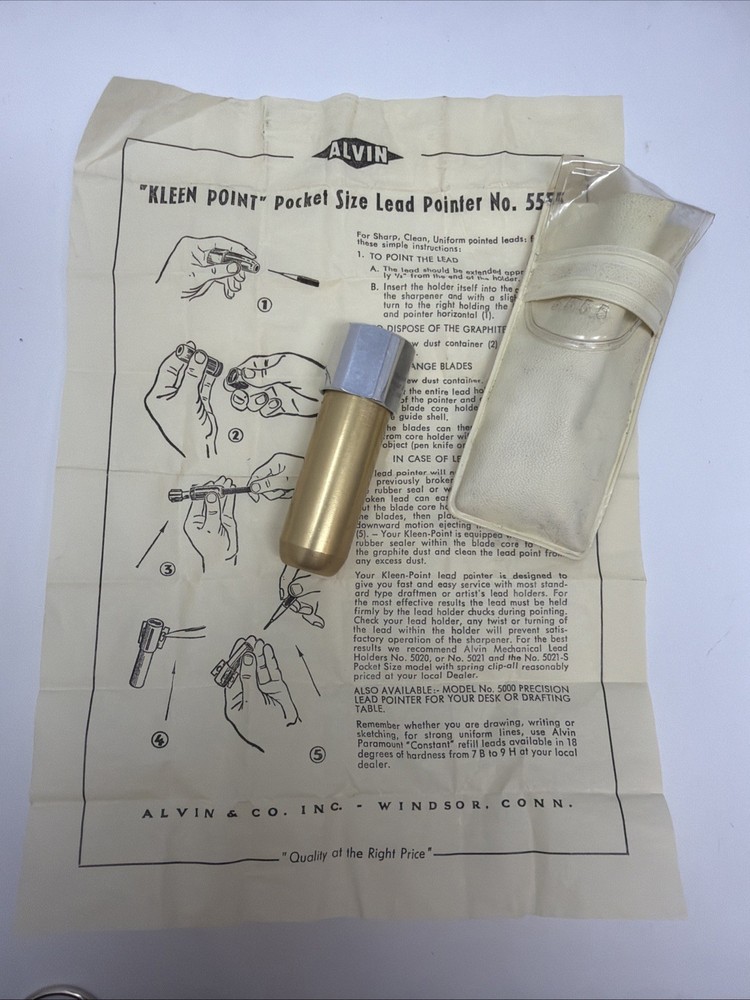 ALVIN
"KLEEN POINT" Pocket Size Lead Pointer No. 555
For Sharp, Clean, Uniform pointed leads:
these simple instructions:
1. TO POINT THE LEAD
A. The lead should be extended
ly from the end of the holder.
B. Insert the holder itself into the
the sharpener and with a
turn to the right holding the
and pointer horizontal (1).
DISPOSE OF THE GRAPHITE
dust container (2)
BLADES
dust container,
the entire lead
of the pointer and
blade core
guide shell.
The blades can
core holder
object (pen knife or
IN CASE OF
lead pointer will
previously broken
rubber seal or
lead can
the blade core
blades, then
downward motion ejecting
(5). – Your Kleen-Point is equipped
rubber sealer within the blade core to
the graphite dust and clean the lead point from
any excess dust.
Your Kleen-Point lead pointer is designed to
give you fast and easy service with most stand-
ard type draftmen or artist's lead holders. For
the most effective results the lead must be held
firmly by the lead holder chucks during pointing.
Check your lead holder, any twist or turning of
the lead within the holder will prevent satis-
factory operation of the sharpener. For the best
results we recommend Alvin Mechanical Lead
Holders No. 5020, or No. 5021 and the No. 5021-S
Pocket Size model with spring clip-all reasonably
priced at your local Dealer.
ALSO AVAILABLE:- MODEL No. 5000 PRECISION
LEAD POINTER FOR YOUR DESK OR DRAFTING
TABLE.
Remember whether you are drawing, writing or
sketching, for strong uniform lines, use Alvin
Paramount "Constant" refill leads available in 18
degrees of hardness from 7 B to 9 H at your local
dealer.
1
2
3
4
5
ALVIN & CO. INC. - WINDSOR, CONN.
"Quality at the Right Price"